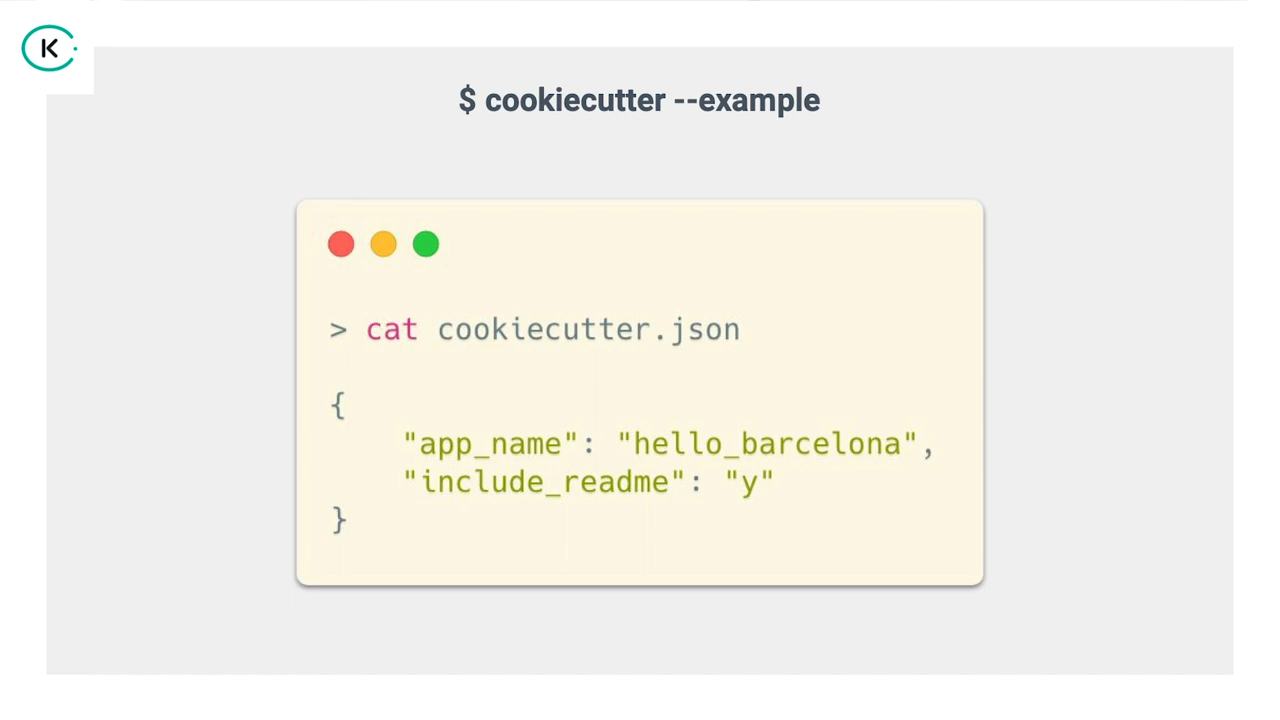 K
$ cookiecutter --example
> cat cookiecutter.json
{
"app_name": "hello_barcelona",
"include_readme": "y"
}